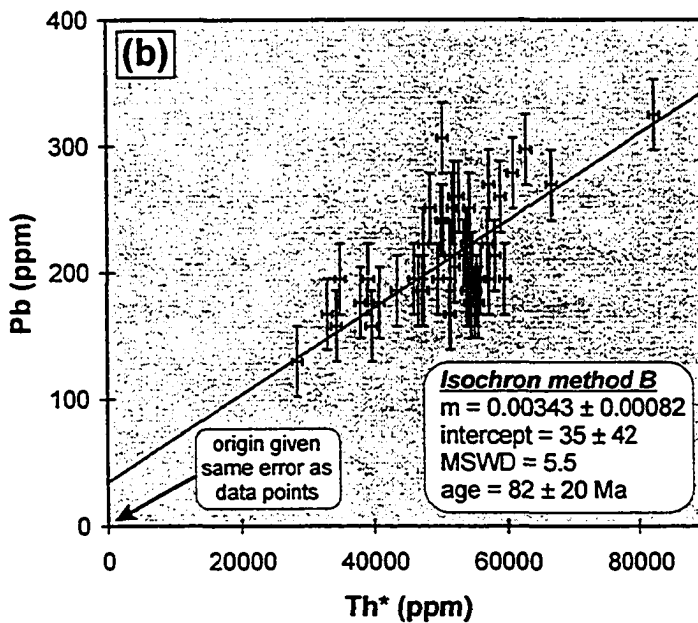 400
(b)
300
200
100
0
Pb (ppm)
Isochron method B
m = 0.00343 ± 0.00082
intercept = 35 ± 42
MSWD = 5.5
age = 82 ± 20 Ma
origin given
same error as
data points
0 20000 40000 60000 80000
Th* (ppm)